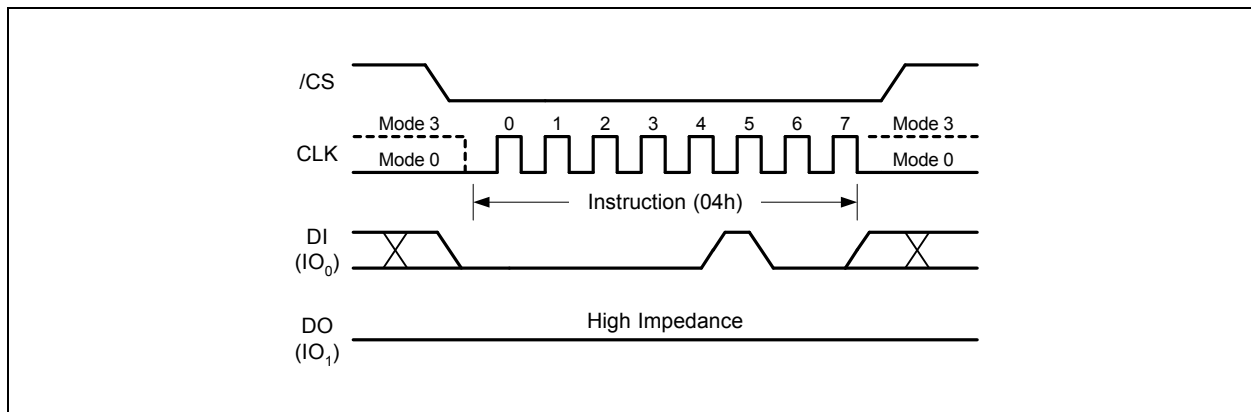 /CS
Mode 3 0 1 2 3 4 5 6 7 Mode 3
CLK
Mode 0 Mode 0
Instruction (04h)
DI
(IO₀)
High Impedance
DO
(IO₁)